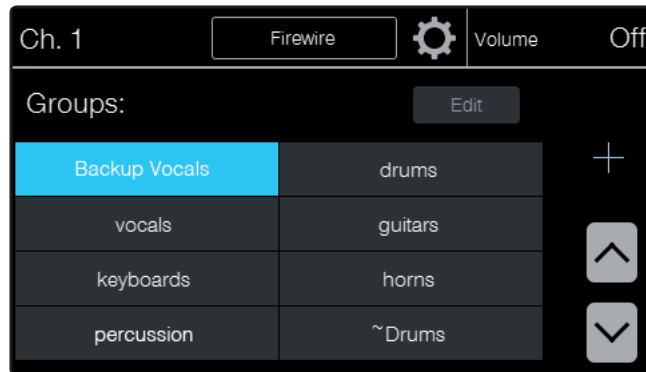 Ch. 1 Firewire Volume Off
Groups: Edit
Backup Vocals drums
vocals guitars
keyboards horns
percussion ~Drums